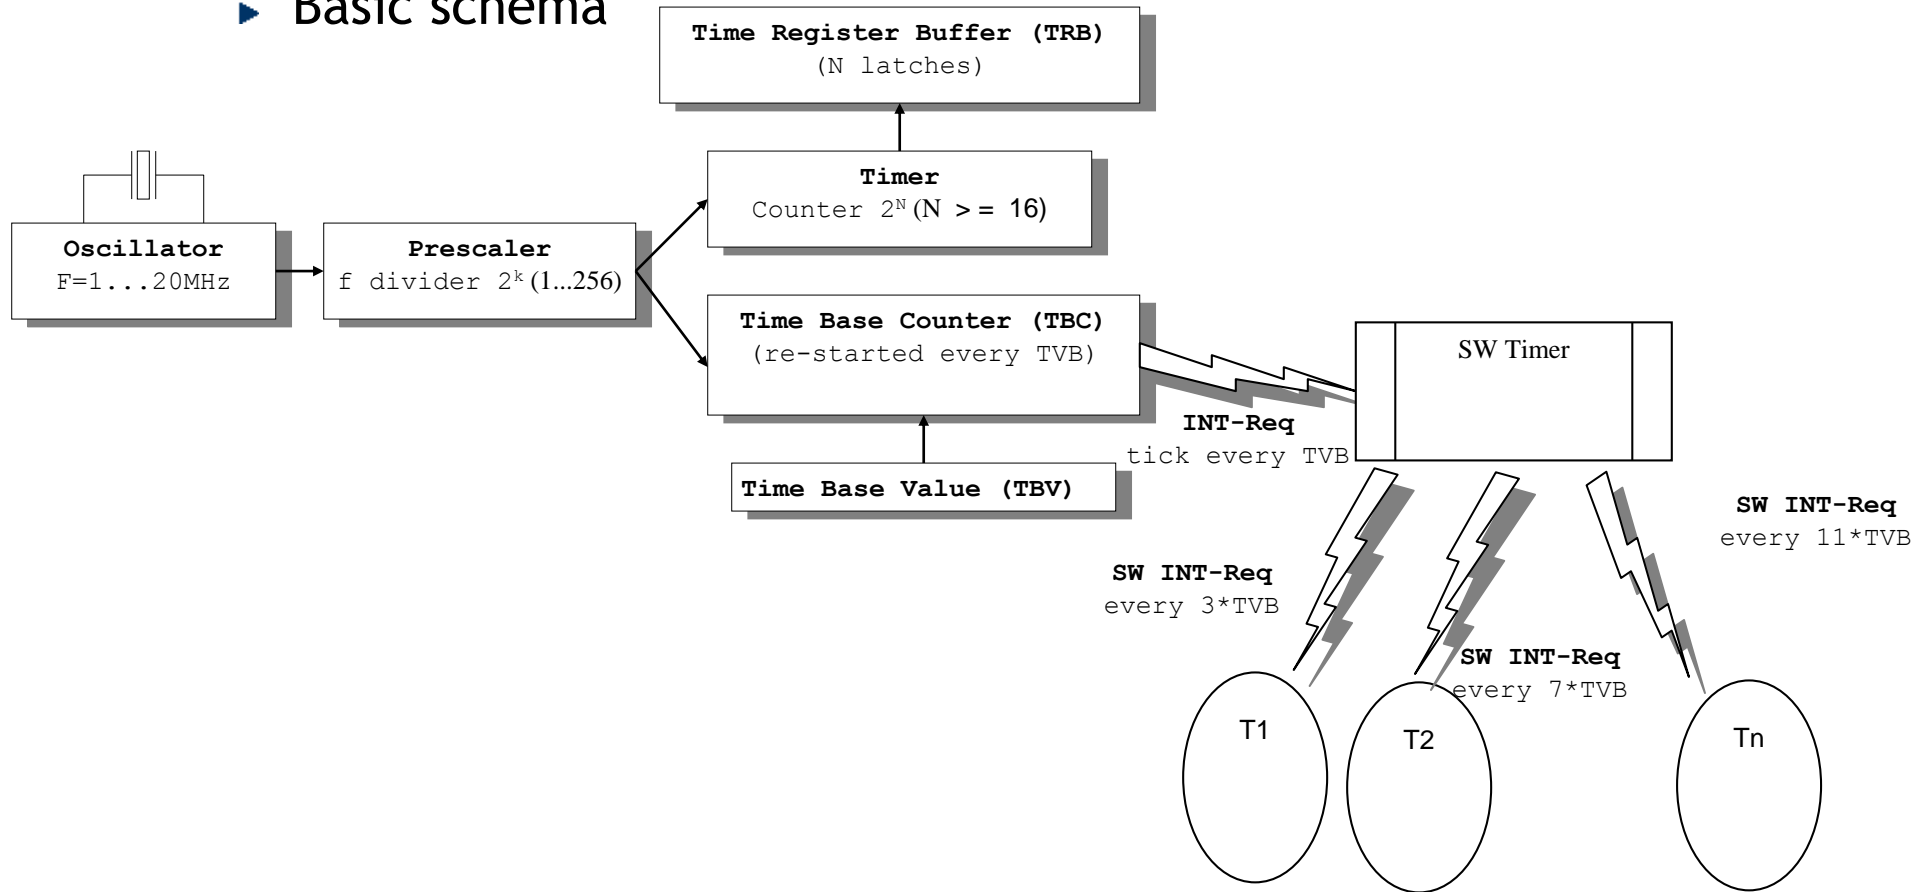 Basic schema
Time Register Buffer (TRB)
(N latches)
Timer
Counter 2ᴺ (N >= 16)
Oscillator
F=1...20MHz
Prescaler
f divider 2ᵏ (1...256)
Time Base Counter (TBC)
(re-started every TVB)
SW Timer
INT-Req
tick every TVB
Time Base Value (TBV)
SW INT-Req
every 11*TVB
SW INT-Req
every 3*TVB
SW INT-Req
every 7*TVB
T1
T2
Tn